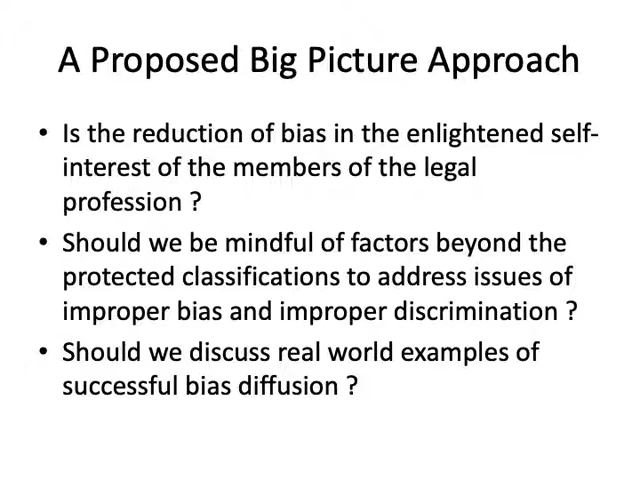 A Proposed Big Picture Approach
• Is the reduction of bias in the enlightened self-
interest of the members of the legal
profession ?
• Should we be mindful of factors beyond the
protected classifications to address issues of
improper bias and improper discrimination ?
• Should we discuss real world examples of
successful bias diffusion ?